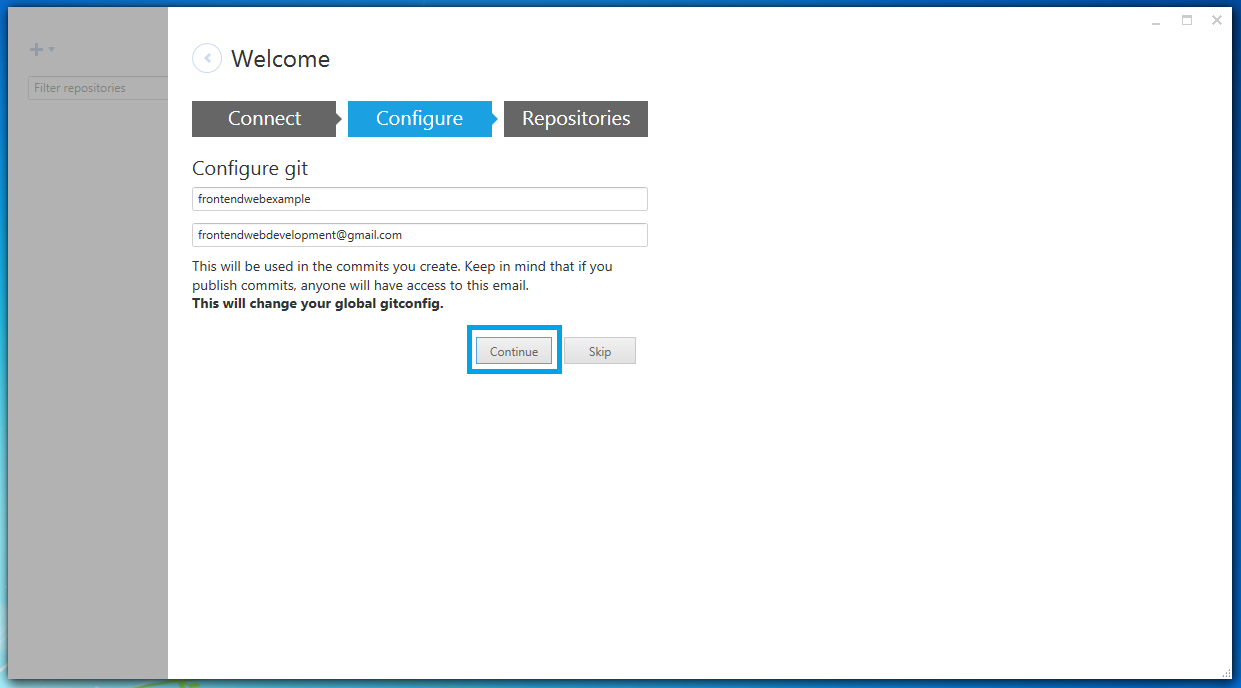 Filter repositories
Welcome
Connect
Configure
Repositories
Configure git
frontendwebexample
frontendwebdevelopment@gmail.com
This will be used in the commits you create. Keep in mind that if you
publish commits, anyone will have access to this email.
This will change your global gitconfig.
Continue
Skip